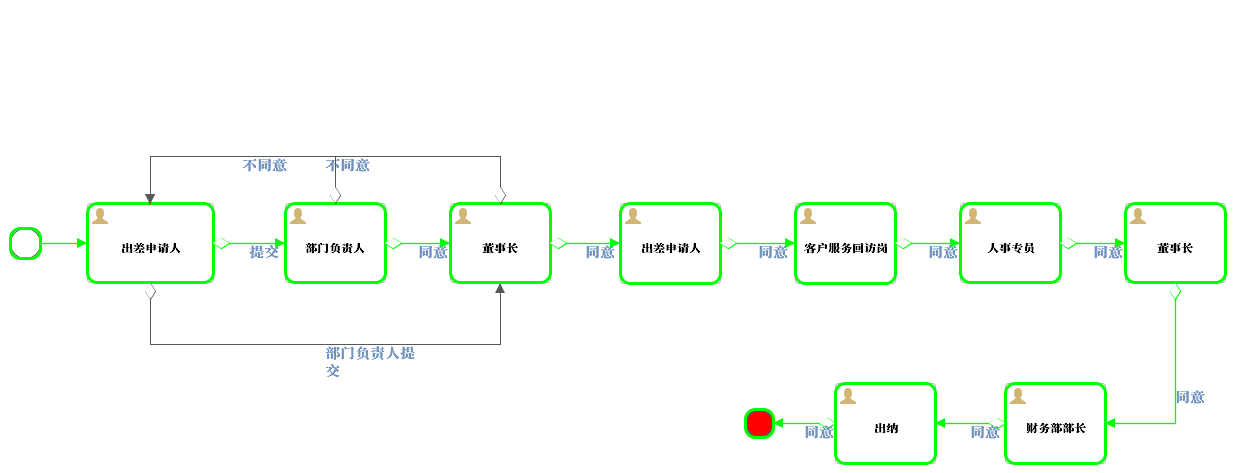 不同意
不同意
出差申请人
提交
部门负责人
同意
董事长
同意
出差申请人
同意
客户服务回访岗
同意
人事专员
同意
董事长
部门负责人提
交
同意
财务部部长
同意
出纳
同意